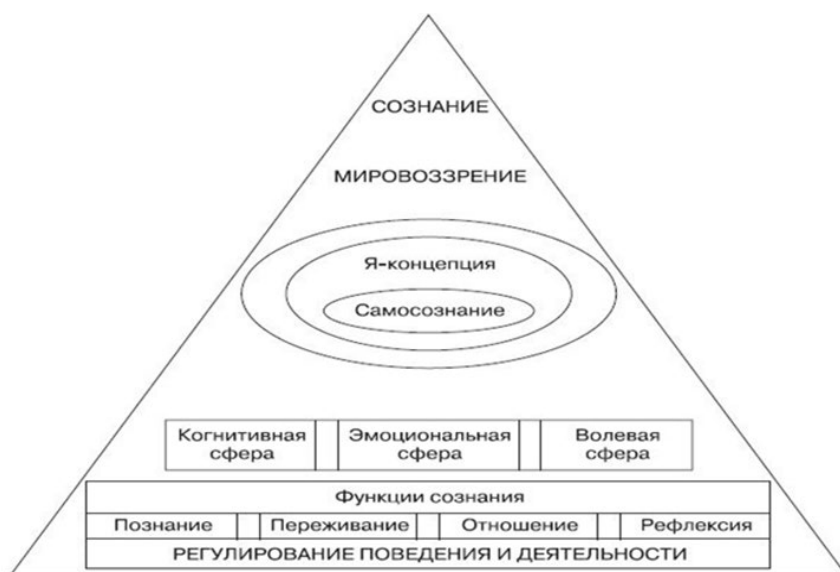 СОЗНАНИЕ
МИРОВОЗЗРЕНИЕ
Я-концепция
Самосознание
Когнитивная сфера
Эмоциональная сфера
Волевая сфера
Функции сознания
Познание Переживание Отношение Рефлексия
РЕГУЛИРОВАНИЕ ПОВЕДЕНИЯ И ДЕЯТЕЛЬНОСТИ